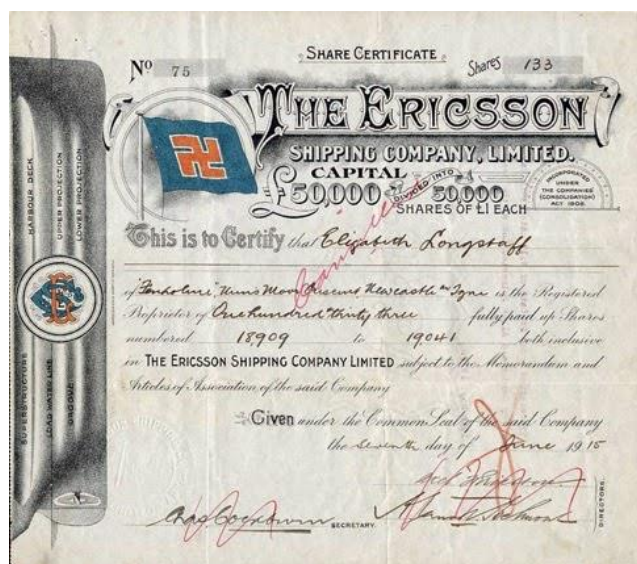 SHARE CERTIFICATE
No 75
Shares 133
THE ERICSSON
SHIPPING COMPANY, LIMITED.
CAPITAL
£50,000 DIVIDED INTO 50,000
SHARES OF £1 EACH
INCORPORATED
UNDER
THE COMPANIES
(CONSOLIDATION)
ACT 1908.
This is to Certify that Elizabeth Longstaff
of Newcastle on Tyne is the Registered
Proprietor of One hundred thirty three fully paid up Shares
numbered 18909 to 19041 both inclusive
in THE ERICSSON SHIPPING COMPANY LIMITED subject to the Memorandum and
Articles of Association of the said Company
Given under the Common Seal of the said Company
the Seventh day of June 1915
SECRETARY.
DIRECTORS.
HARBOUR DECK
UPPER PROJECTION
LOWER PROJECTION
SUPERSTRUCTURE
LOAD WATER LINE
GROOVE